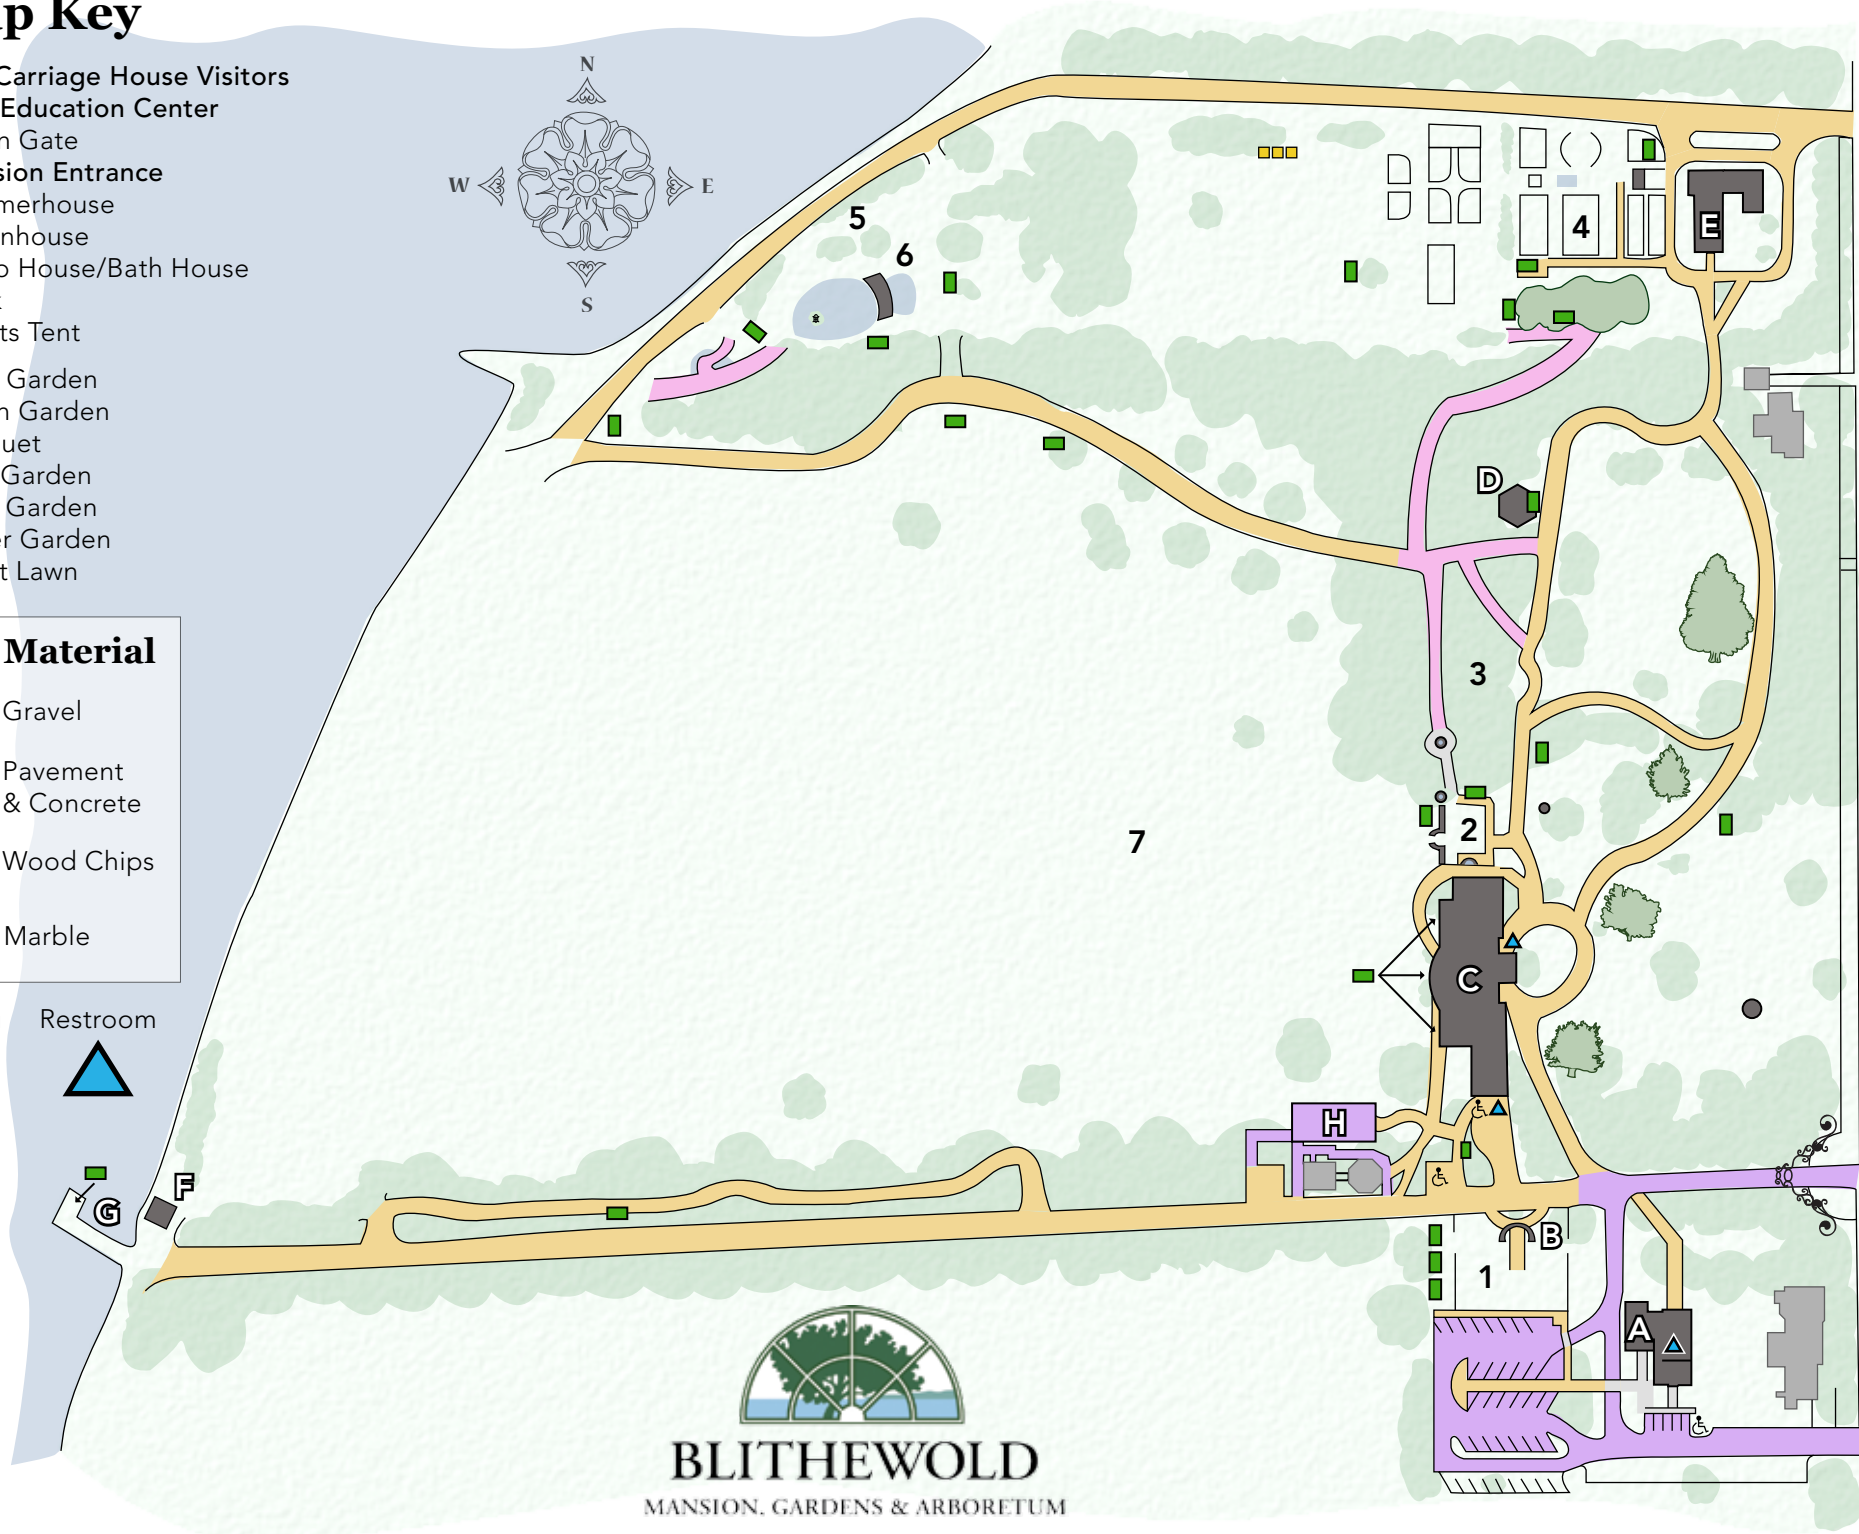 p Key
Carriage House Visitors
Education Center
n Gate
sion Entrance
merhouse
nhouse
o House/Bath House
ts Tent
Garden
n Garden
uet
Garden
Garden
er Garden
t Lawn
Material
Gravel
Pavement
& Concrete
Wood Chips
Marble
Restroom
N
W
E
S
5
6
4
E
D
3
2
7
C
H
F
G
B
1
A
BLITHEWOLD
MANSION, GARDENS & ARBORETUM